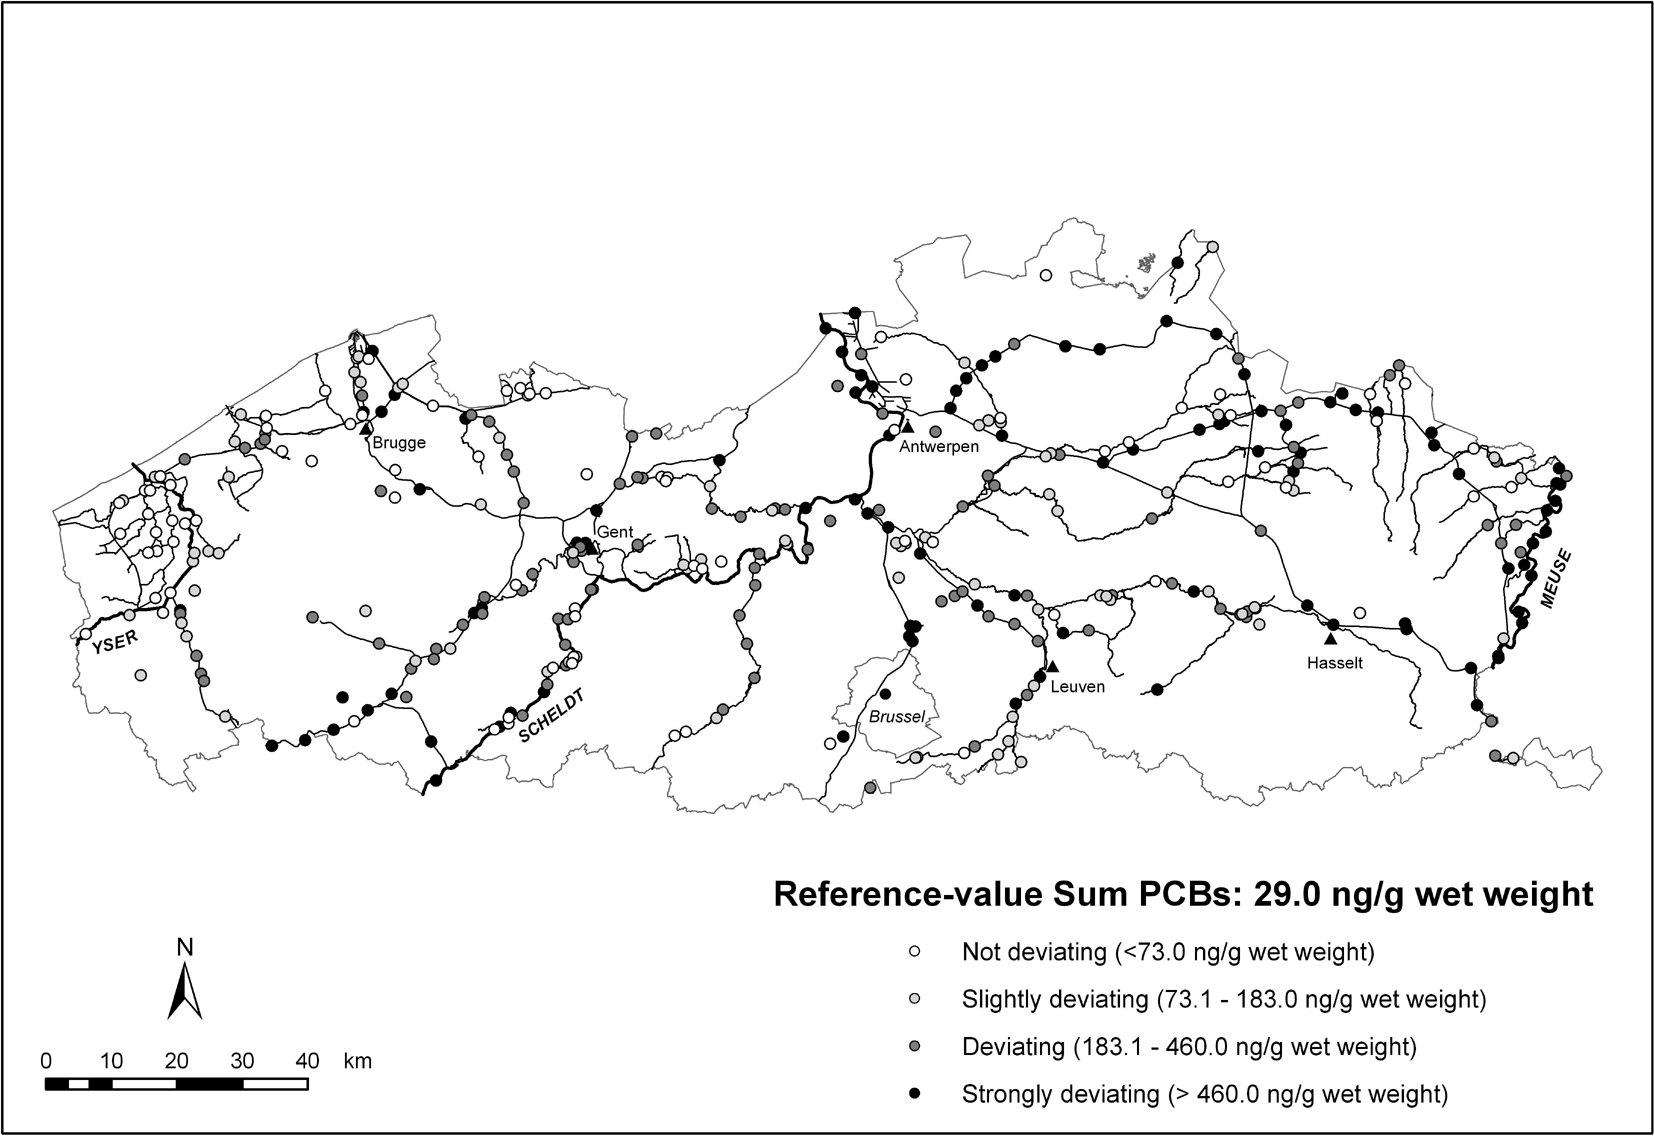 Brugge
Antwerpen
Gent
MEUSE
YSER
Hasselt
Leuven
SCHELDT
Brussel
Reference-value Sum PCBs: 29.0 ng/g wet weight
Not deviating (<73.0 ng/g wet weight)
Slightly deviating (73.1 - 183.0 ng/g wet weight)
Deviating (183.1 - 460.0 ng/g wet weight)
Strongly deviating (> 460.0 ng/g wet weight)
N
0 10 20 30 40 km